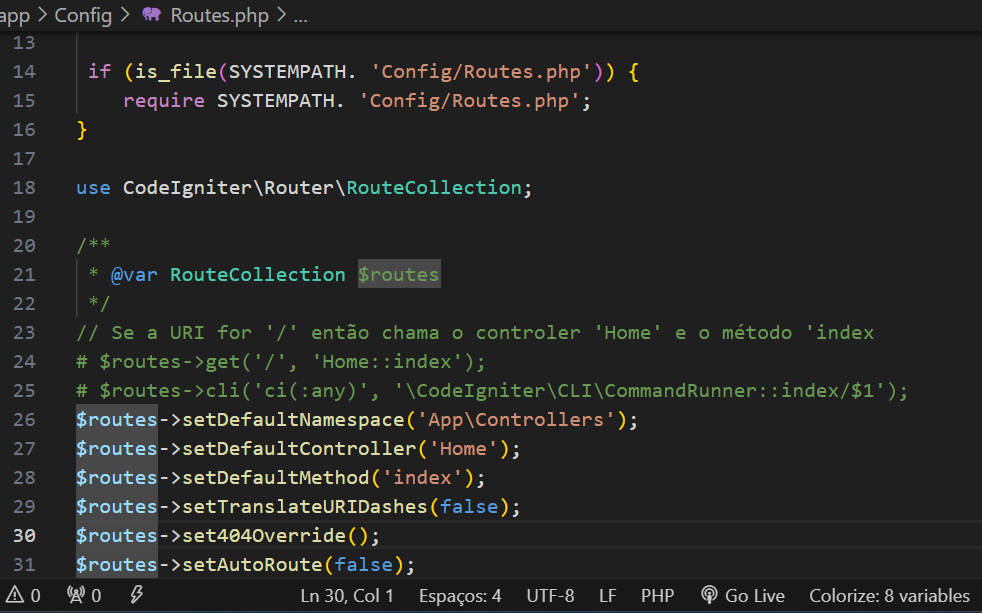 app > Config > Routes.php > ...
13
14 if (is_file(SYSTEMPATH. 'Config/Routes.php')) {
15 require SYSTEMPATH. 'Config/Routes.php';
16 }
17
18 use CodeIgniter\Router\RouteCollection;
19
20 /**
21 * @var RouteCollection $routes
22 */
23 // Se a URI for '/' então chama o controler 'Home' e o método 'index
24 # $routes->get('/', 'Home::index');
25 # $routes->cli('ci(:any)', '\CodeIgniter\CLI\CommandRunner::index/$1');
26 $routes->setDefaultNamespace('App\Controllers');
27 $routes->setDefaultController('Home');
28 $routes->setDefaultMethod('index');
29 $routes->setTranslateURIDashes(false);
30 $routes->set404Override();
31 $routes->setAutoRoute(false);
0 0 Ln 30, Col 1 Espaços: 4 UTF-8 LF PHP Go Live Colorize: 8 variables